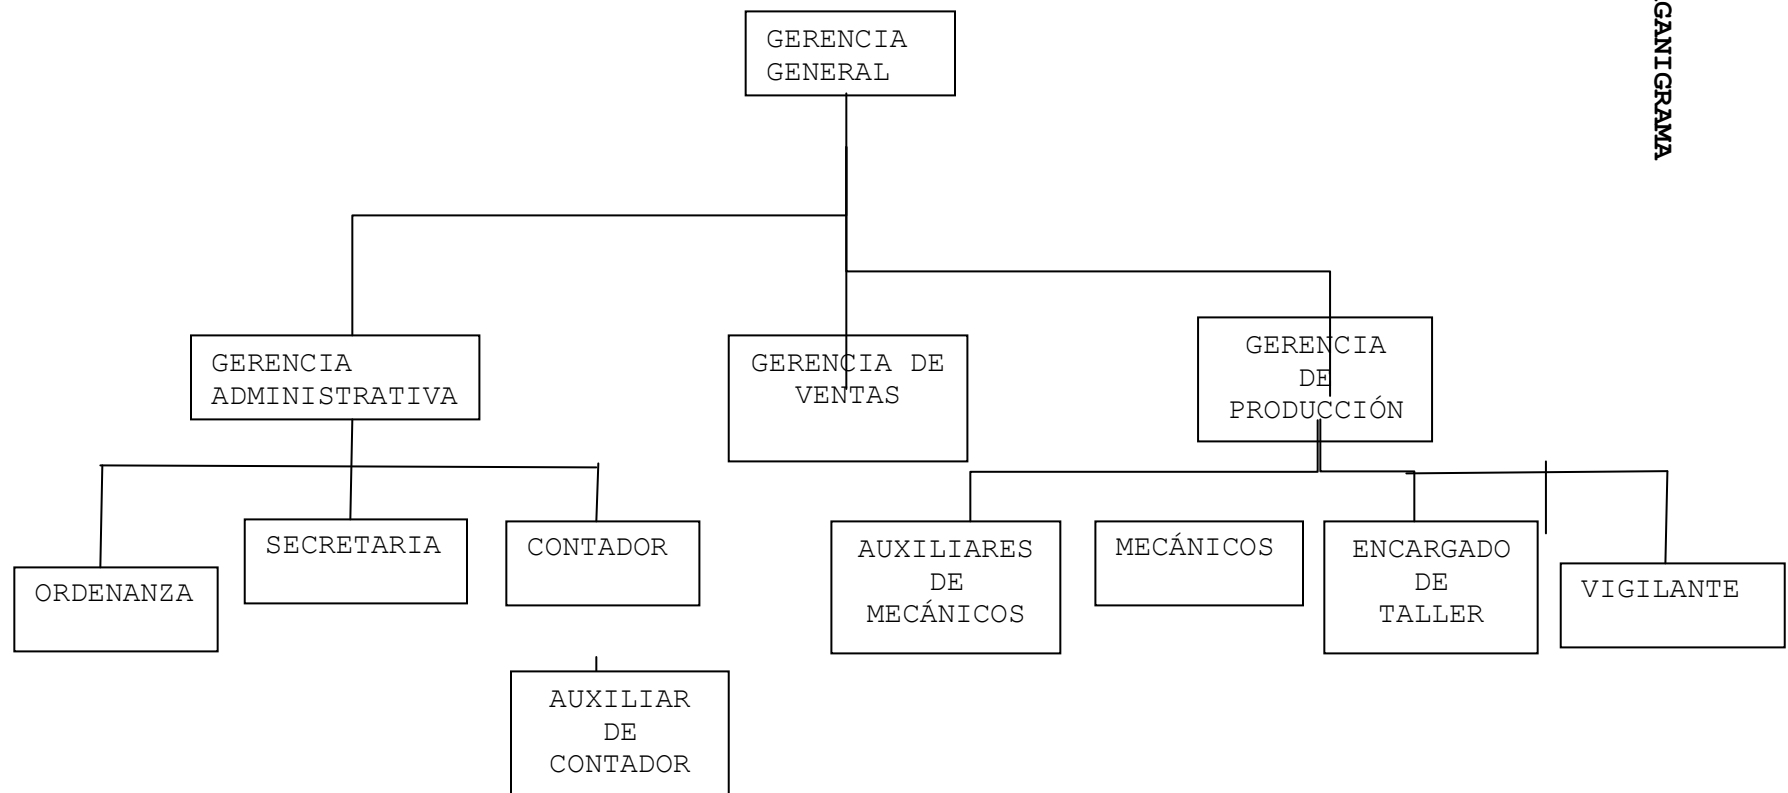 GANIGRAMA
GERENCIA
GENERAL
GERENCIA
ADMINISTRATIVA
GERENCIA DE
VENTAS
GERENCIA
DE
PRODUCCIÓN
ORDENANZA
SECRETARIA
CONTADOR
AUXILIARES
DE
MECÁNICOS
MECÁNICOS
ENCARGADO
DE
TALLER
VIGILANTE
AUXILIAR
DE
CONTADOR